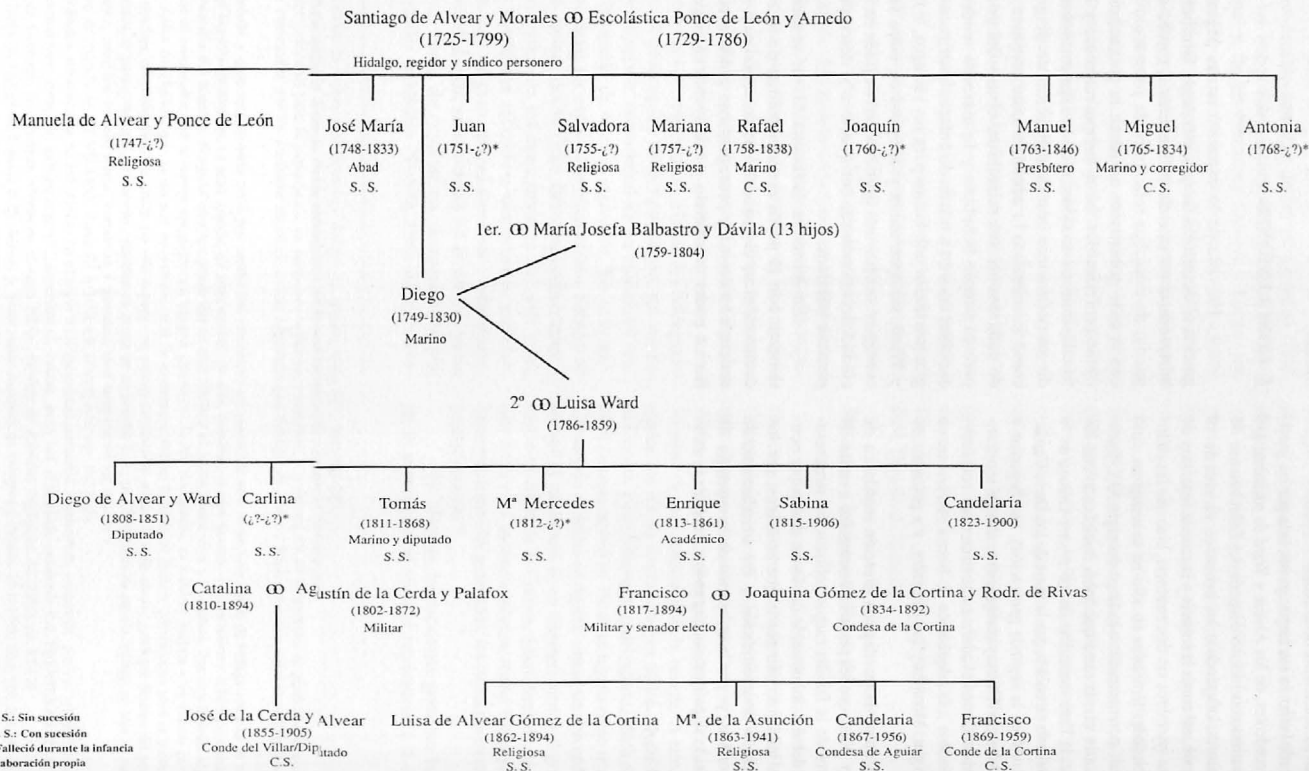 Santiago de Alvear y Morales ꝏ Escolástica Ponce de León y Arnedo
(1725-1799) (1729-1786)
Hidalgo, regidor y síndico personero
Manuela de Alvear y Ponce de León
(1747-¿?)
Religiosa
S. S.
José María
(1748-1833)
Abad
S. S.
Juan
(1751-¿?)*
S. S.
Salvadora
(1755-¿?)
Religiosa
S. S.
Mariana
(1757-¿?)
Religiosa
S. S.
Rafael
(1758-1838)
Marino
C. S.
Joaquín
(1760-¿?)*
S. S.
Manuel
(1763-1846)
Presbítero
S. S.
Miguel
(1765-1834)
Marino y corregidor
C. S.
Antonia
(1768-¿?)*
S. S.
1er. ꝏ María Josefa Balbastro y Dávila (13 hijos)
(1759-1804)
Diego
(1749-1830)
Marino
2º ꝏ Luisa Ward
(1786-1859)
Diego de Alvear y Ward
(1808-1851)
Diputado
S. S.
Carlina
(¿?-¿?)*
S. S.
Tomás
(1811-1868)
Marino y diputado
S. S.
Mª Mercedes
(1812-¿?)*
S. S.
Enrique
(1813-1861)
Académico
S. S.
Sabina
(1815-1906)
S.S.
Candelaria
(1823-1900)
S. S.
Catalina ꝏ Agustín de la Cerda y Palafox
(1810-1894) (1802-1872)
Militar
Francisco ꝏ Joaquina Gómez de la Cortina y Rodr. de Rivas
(1817-1894) (1834-1892)
Militar y senador electo Condesa de la Cortina
José de la Cerda y Alvear
(1855-1905)
Conde del Villar/Diputado
C.S.
Luisa de Alvear Gómez de la Cortina
(1862-1894)
Religiosa
S. S.
Mª. de la Asunción
(1863-1941)
Religiosa
S. S.
Candelaria
(1867-1956)
Condesa de Aguiar
S. S.
Francisco
(1869-1959)
Conde de la Cortina
C. S.
S.: Sin sucesión
S.: Con sucesión
alleció durante la infancia
aboración propia